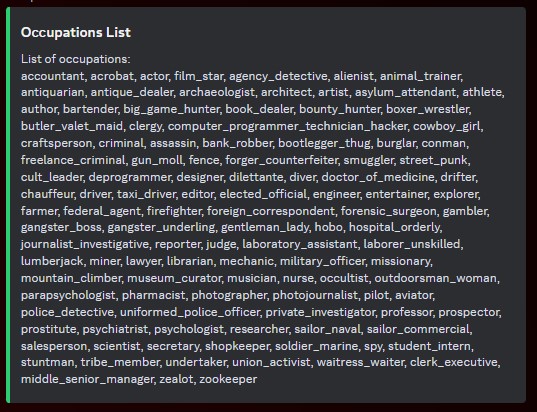 Occupations List
List of occupations:
accountant, acrobat, actor, film_star, agency_detective, alienist, animal_trainer,
antiquarian, antique_dealer, archaeologist, architect, artist, asylum_attendant, athlete,
author, bartender, big_game_hunter, book_dealer, bounty_hunter, boxer_wrestler,
butler_valet_maid, clergy, computer_programmer_technician_hacker, cowboy_girl,
craftsperson, criminal, assassin, bank_robber, bootlegger_thug, burglar, conman,
freelance_criminal, gun_moll, fence, forger_counterfeiter, smuggler, street_punk,
cult_leader, deprogrammer, designer, dilettante, diver, doctor_of_medicine, drifter,
chauffeur, driver, taxi_driver, editor, elected_official, engineer, entertainer, explorer,
farmer, federal_agent, firefighter, foreign_correspondent, forensic_surgeon, gambler,
gangster_boss, gangster_underling, gentleman_lady, hobo, hospital_orderly,
journalist_investigative, reporter, judge, laboratory_assistant, laborer_unskilled,
lumberjack, miner, lawyer, librarian, mechanic, military_officer, missionary,
mountain_climber, museum_curator, musician, nurse, occultist, outdoorsman_woman,
parapsychologist, pharmacist, photographer, photojournalist, pilot, aviator,
police_detective, uniformed_police_officer, private_investigator, professor, prospector,
prostitute, psychiatrist, psychologist, researcher, sailor_naval, sailor_commercial,
salesperson, scientist, secretary, shopkeeper, soldier_marine, spy, student_intern,
stuntman, tribe_member, undertaker, union_activist, waitress_waiter, clerk_executive,
middle_senior_manager, zealot, zookeeper